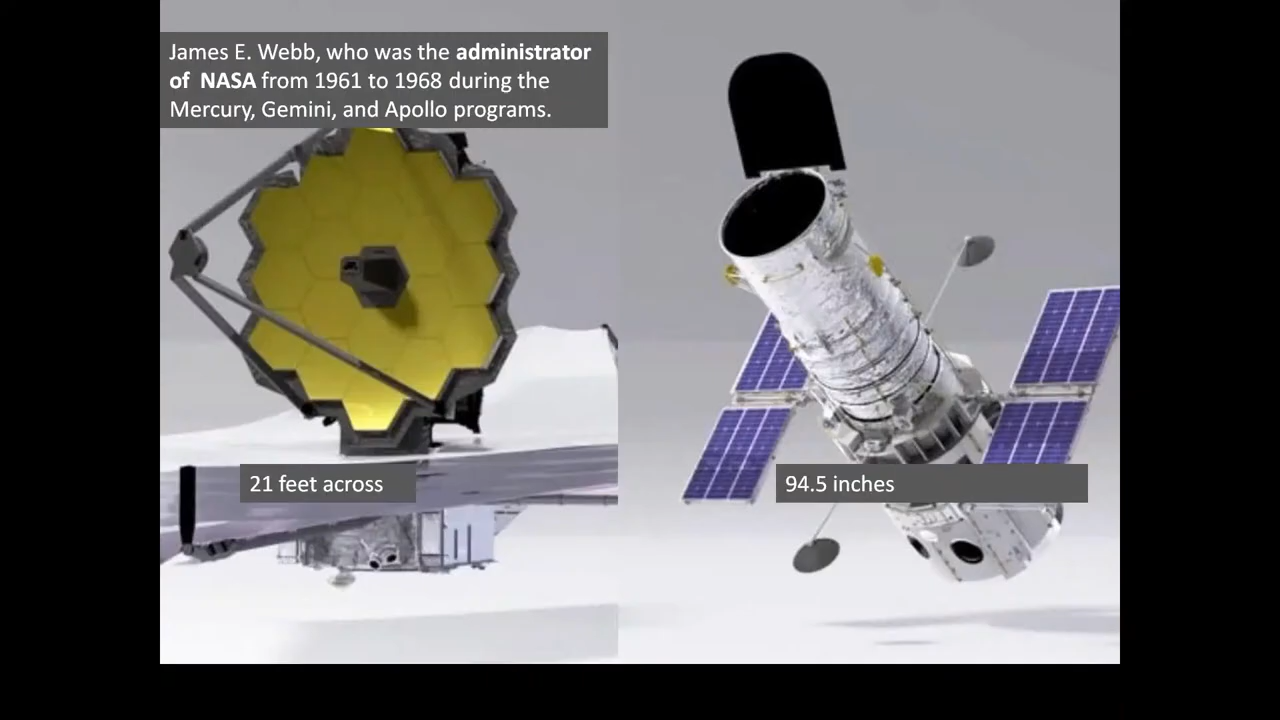 James E. Webb, who was the administrator
of NASA from 1961 to 1968 during the
Mercury, Gemini, and Apollo programs.
21 feet across
94.5 inches